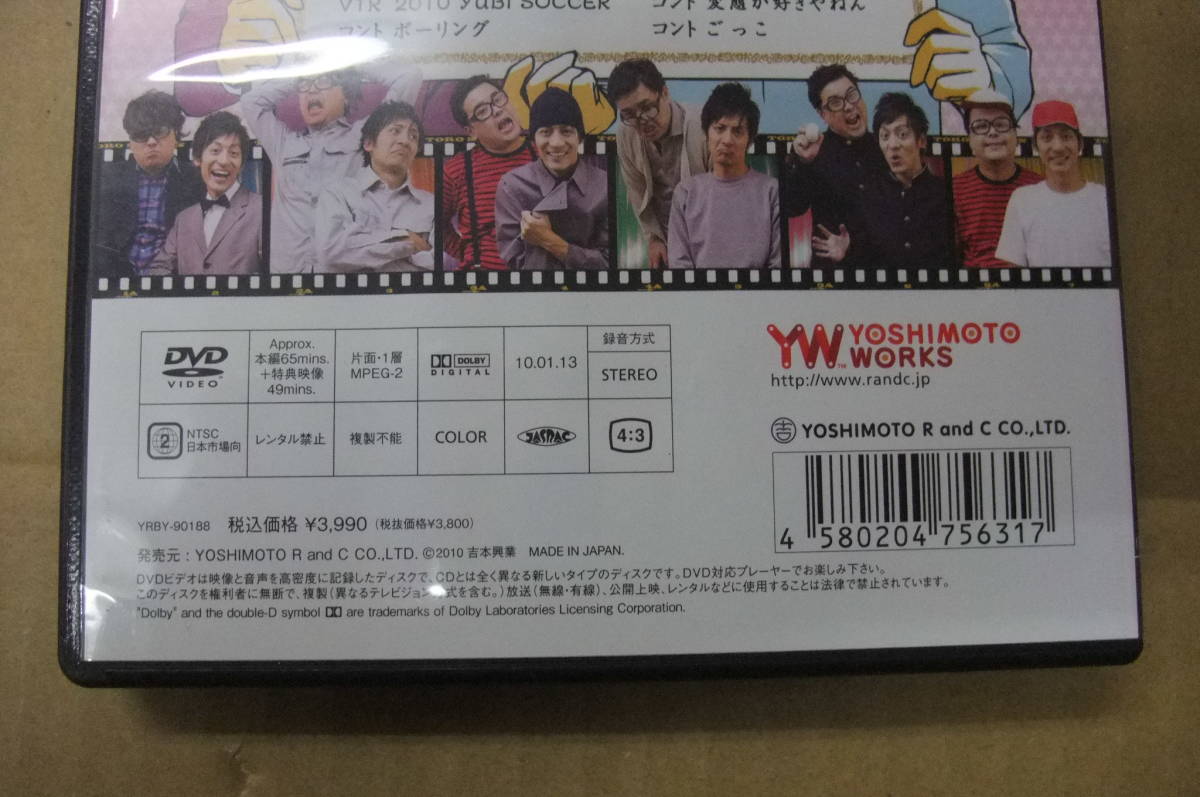 VTR 2010 YUBI SOCCER
コント 変態が好きやねん
コント ボーリング
コント ごっこ
DVD
VIDEO
Approx.
本編65mins.
+特典映像
49mins.
片面・1層
MPEG-2
DOLBY
DIGITAL
10.01.13
録音方式
STEREO
2
NTSC
日本市場向
レンタル禁止
複製不能
COLOR
JASRAC
4:3
YW YOSHIMOTO
WORKS
TM
http://www.randc.jp
吉 YOSHIMOTO R and C CO.,LTD.
4 580204 756317
YRBY-90188 税込価格 ¥3,990 (税抜価格¥3,800)
発売元 : YOSHIMOTO R and C CO.,LTD. ©2010 吉本興業 MADE IN JAPAN.
DVDビデオは映像と音声を高密度に記録したディスクで、CDとは全く異なる新しいタイプのディスクです。DVD対応プレーヤーでお楽しみ下さい。
このディスクを権利者に無断で、複製(異なるテレビジョン方式を含む。)放送(無線・有線)、公開上映、レンタルなどに使用することは法律で禁止されています。
"Dolby" and the double-D symbol are trademarks of Dolby Laboratories Licensing Corporation.